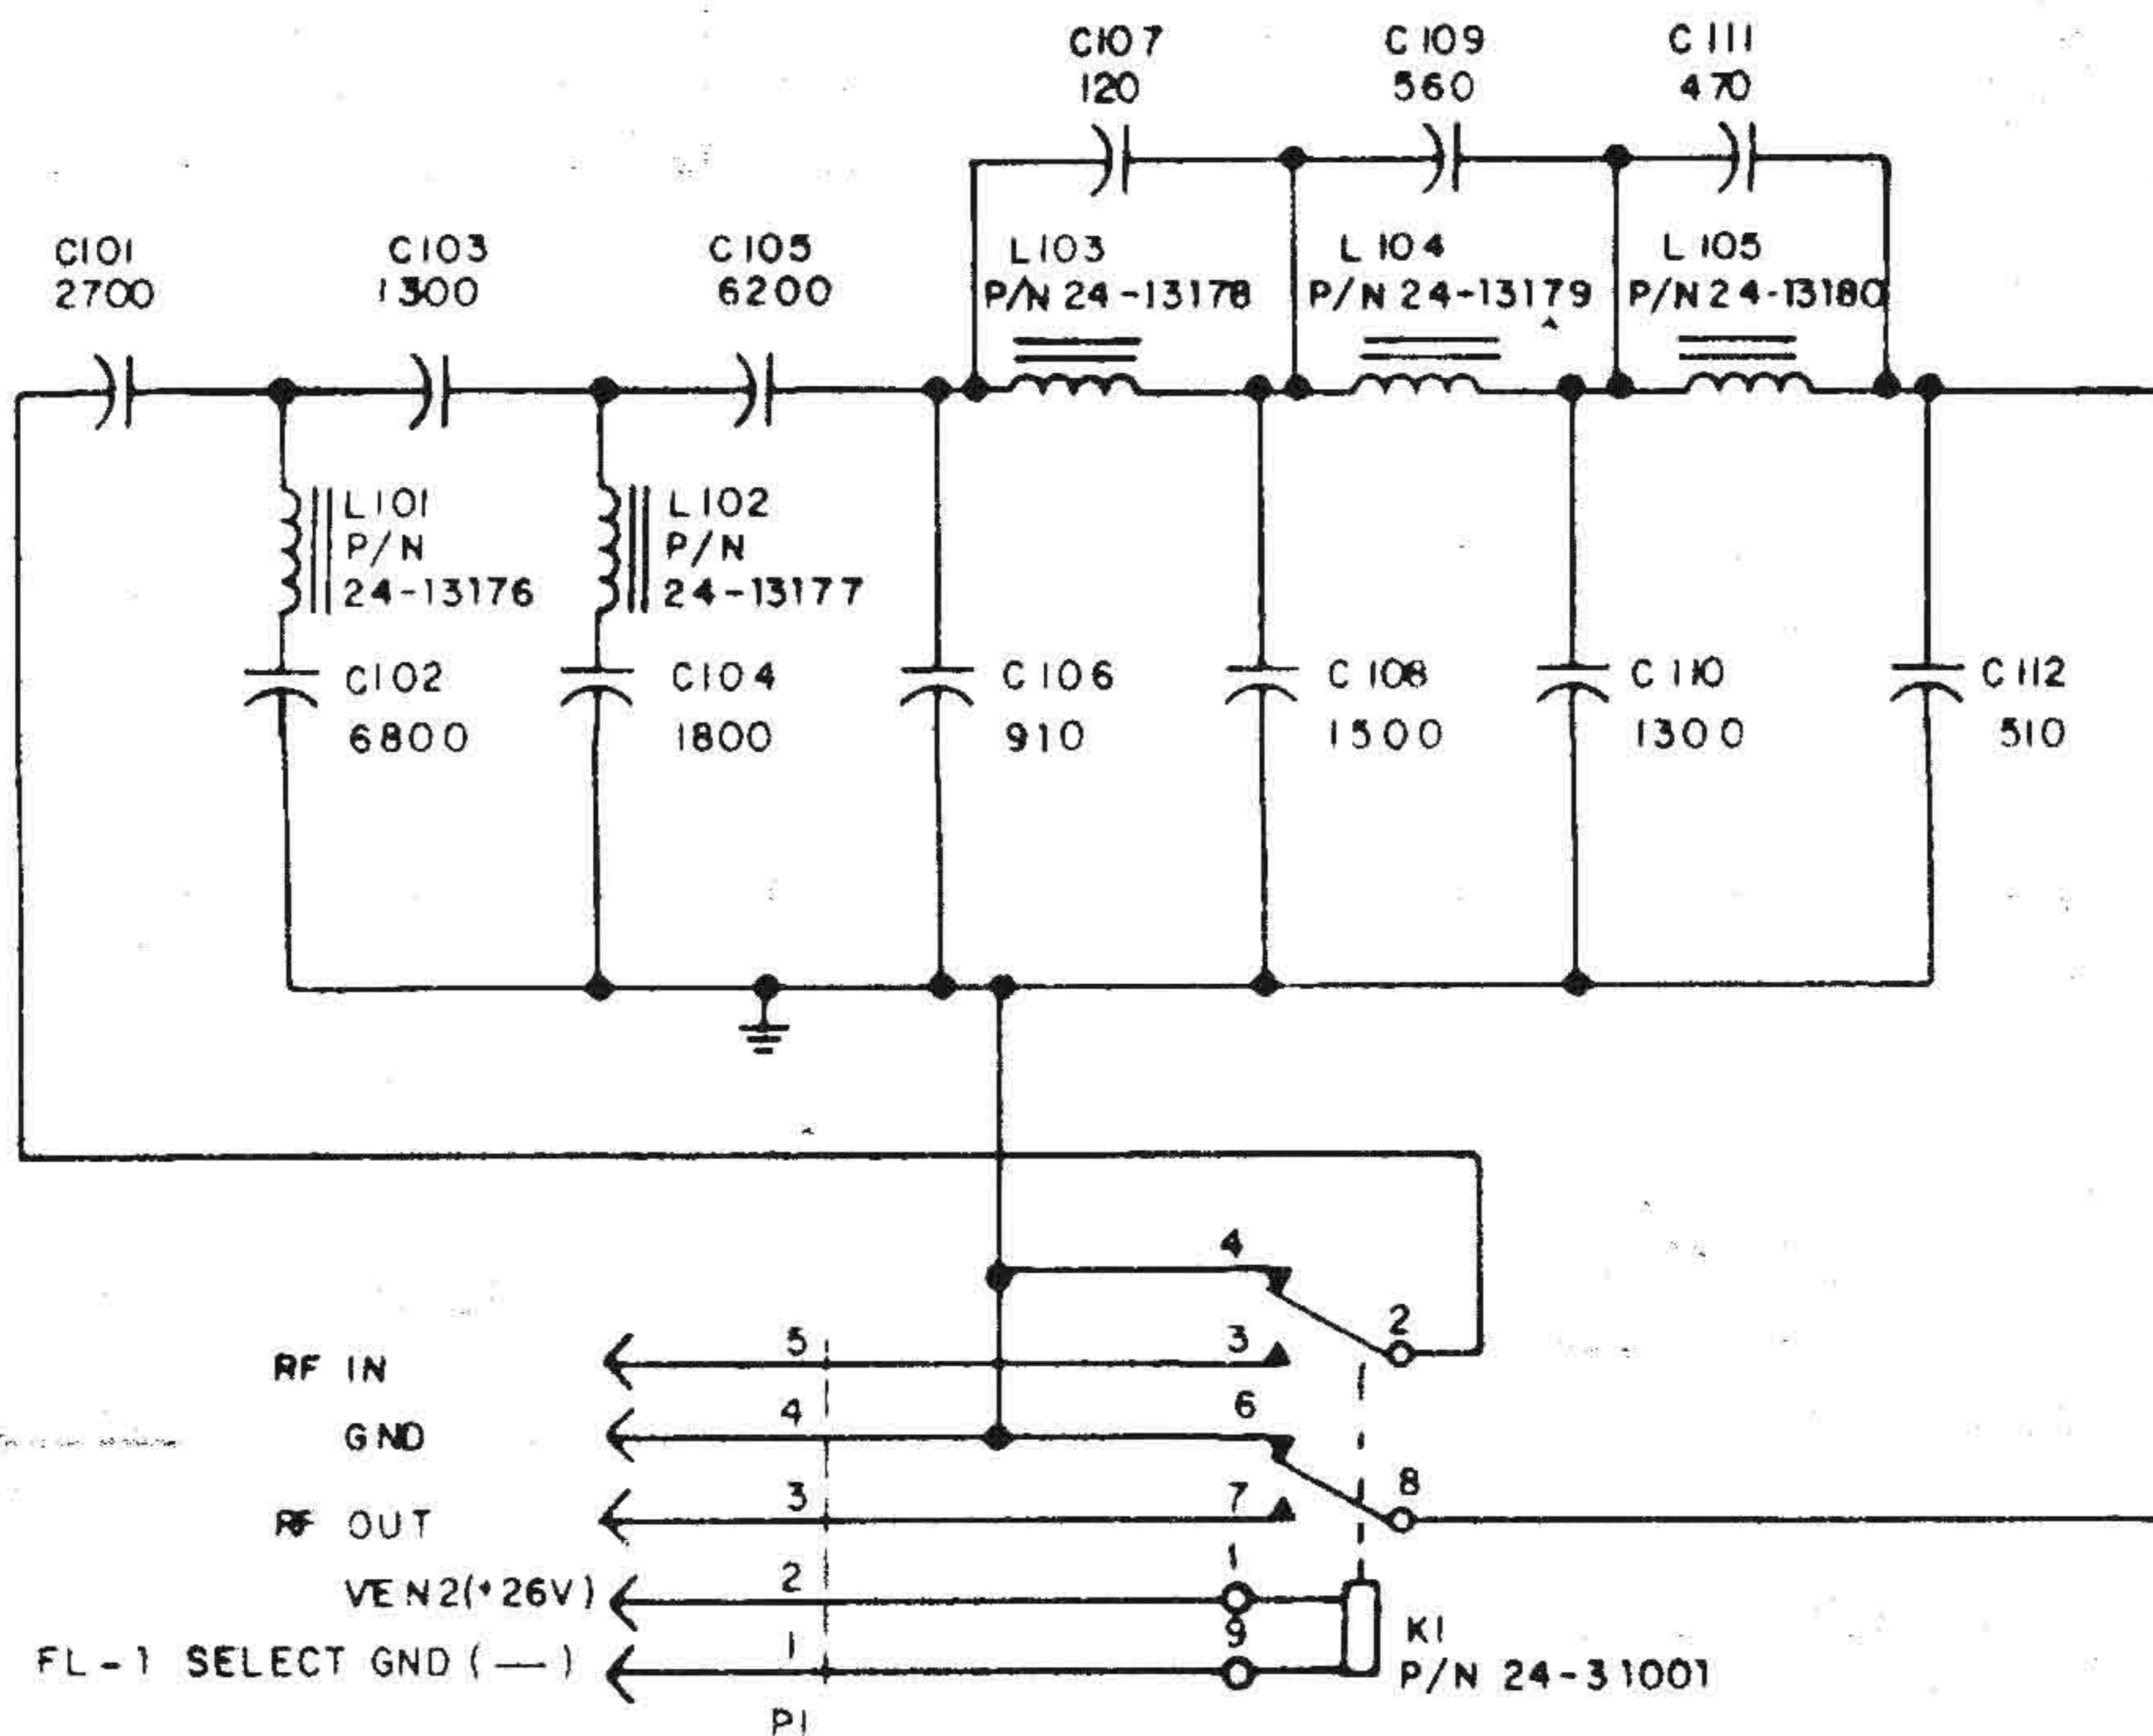 C107
120
C109
560
C111
470
C101
2700
C103
1300
C105
6200
L103
P/N 24-13178
L104
P/N 24-13179
L105
P/N 24-13180
L101
P/N
24-13176
L102
P/N
24-13177
C102
6800
C104
1800
C106
910
C108
1500
C110
1300
C112
510
4
2
RF IN
5
3
GND
4
6
RF OUT
3
7
8
VEN2(+26V)
2
1
FL-1 SELECT GND (—)
1
9
K1
P/N 24-31001
P1